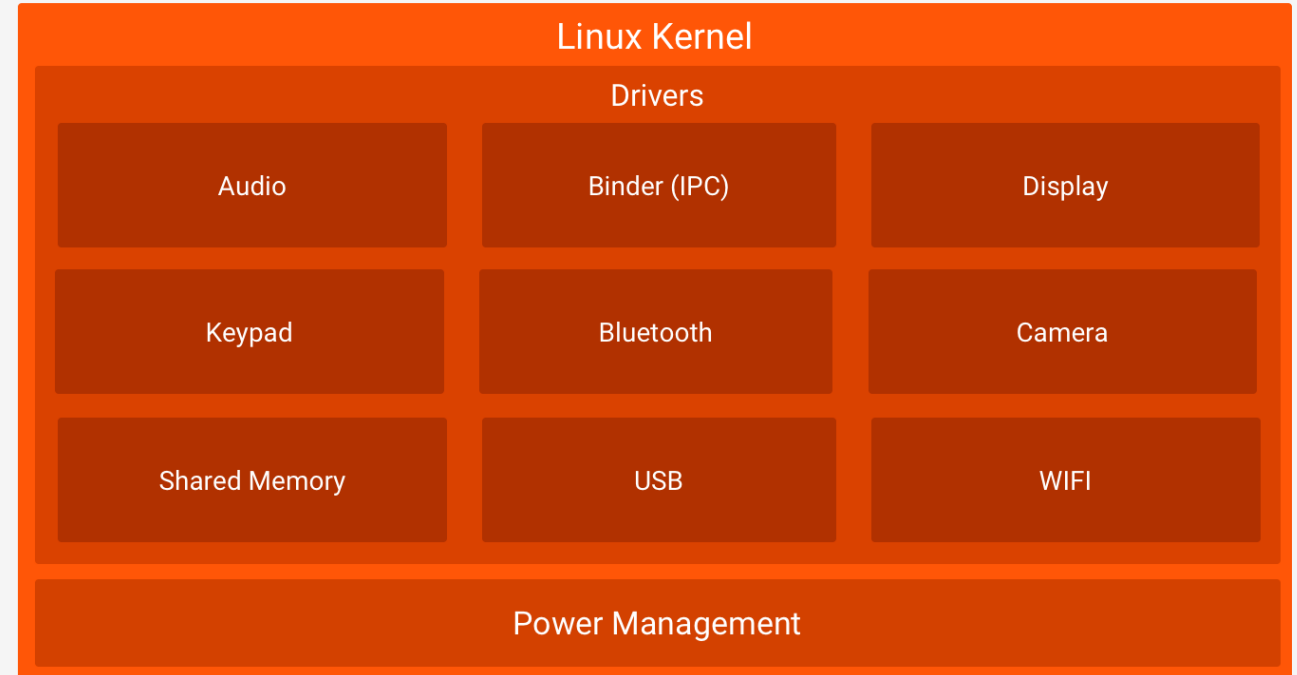 Linux Kernel
Drivers
Audio
Binder (IPC)
Display
Keypad
Bluetooth
Camera
Shared Memory
USB
WIFI
Power Management